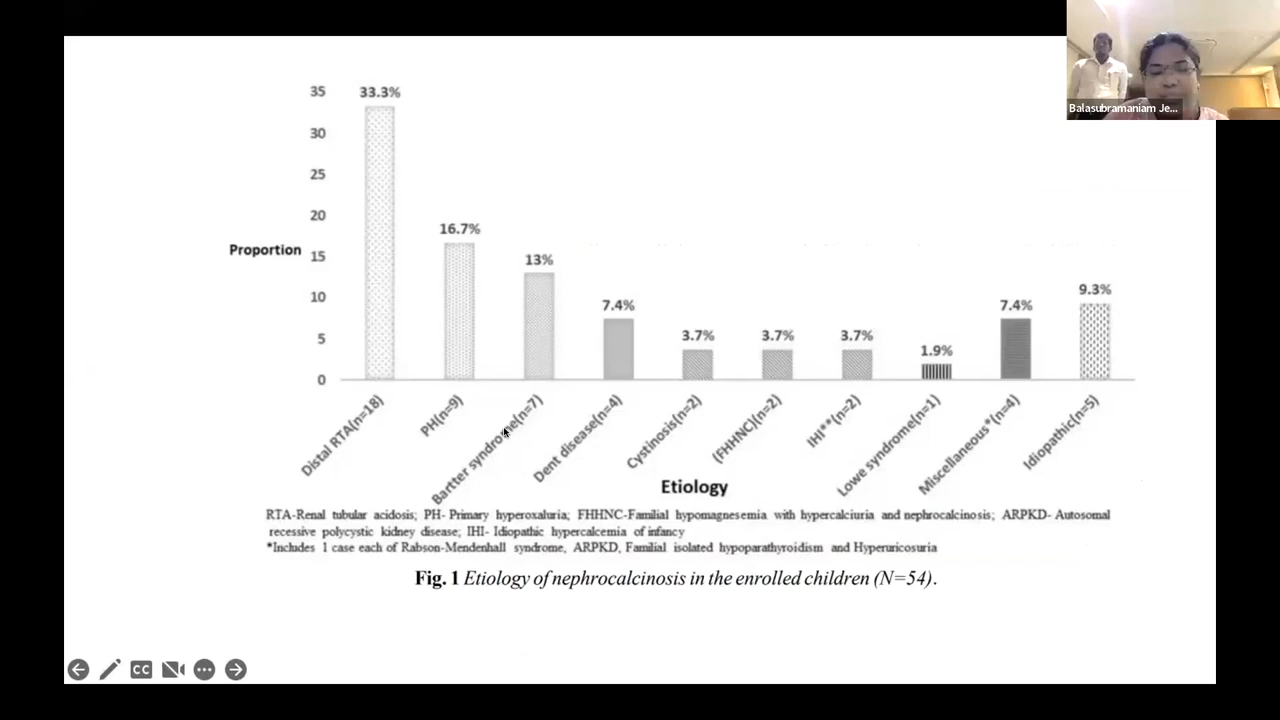 Balasubramaniam Je...
35
30
25
20
15
10
5
0
Proportion
33.3%
16.7%
13%
7.4%
3.7%
3.7%
3.7%
1.9%
7.4%
9.3%
Distal RTA(n=18)
PH(n=9)
Bartter syndrome(n=7)
Dent disease(n=4)
Cystinosis(n=2)
(FHHNC)(n=2)
IHI**(n=2)
Lowe syndrome(n=1)
Miscellaneous*(n=4)
Idiopathic(n=5)
Etiology
RTA-Renal tubular acidosis; PH- Primary hyperoxaluria; FHHNC-Familial hypomagnesemia with hypercalciuria and nephrocalcinosis; ARPKD- Autosomal
recessive polycystic kidney disease; IHI- Idiopathic hypercalcemia of infancy
*Includes 1 case each of Rabson-Mendenhall syndrome, ARPKD, Familial isolated hypoparathyroidism and Hyperuricosuria
Fig. 1 Etiology of nephrocalcinosis in the enrolled children (N=54).
CC